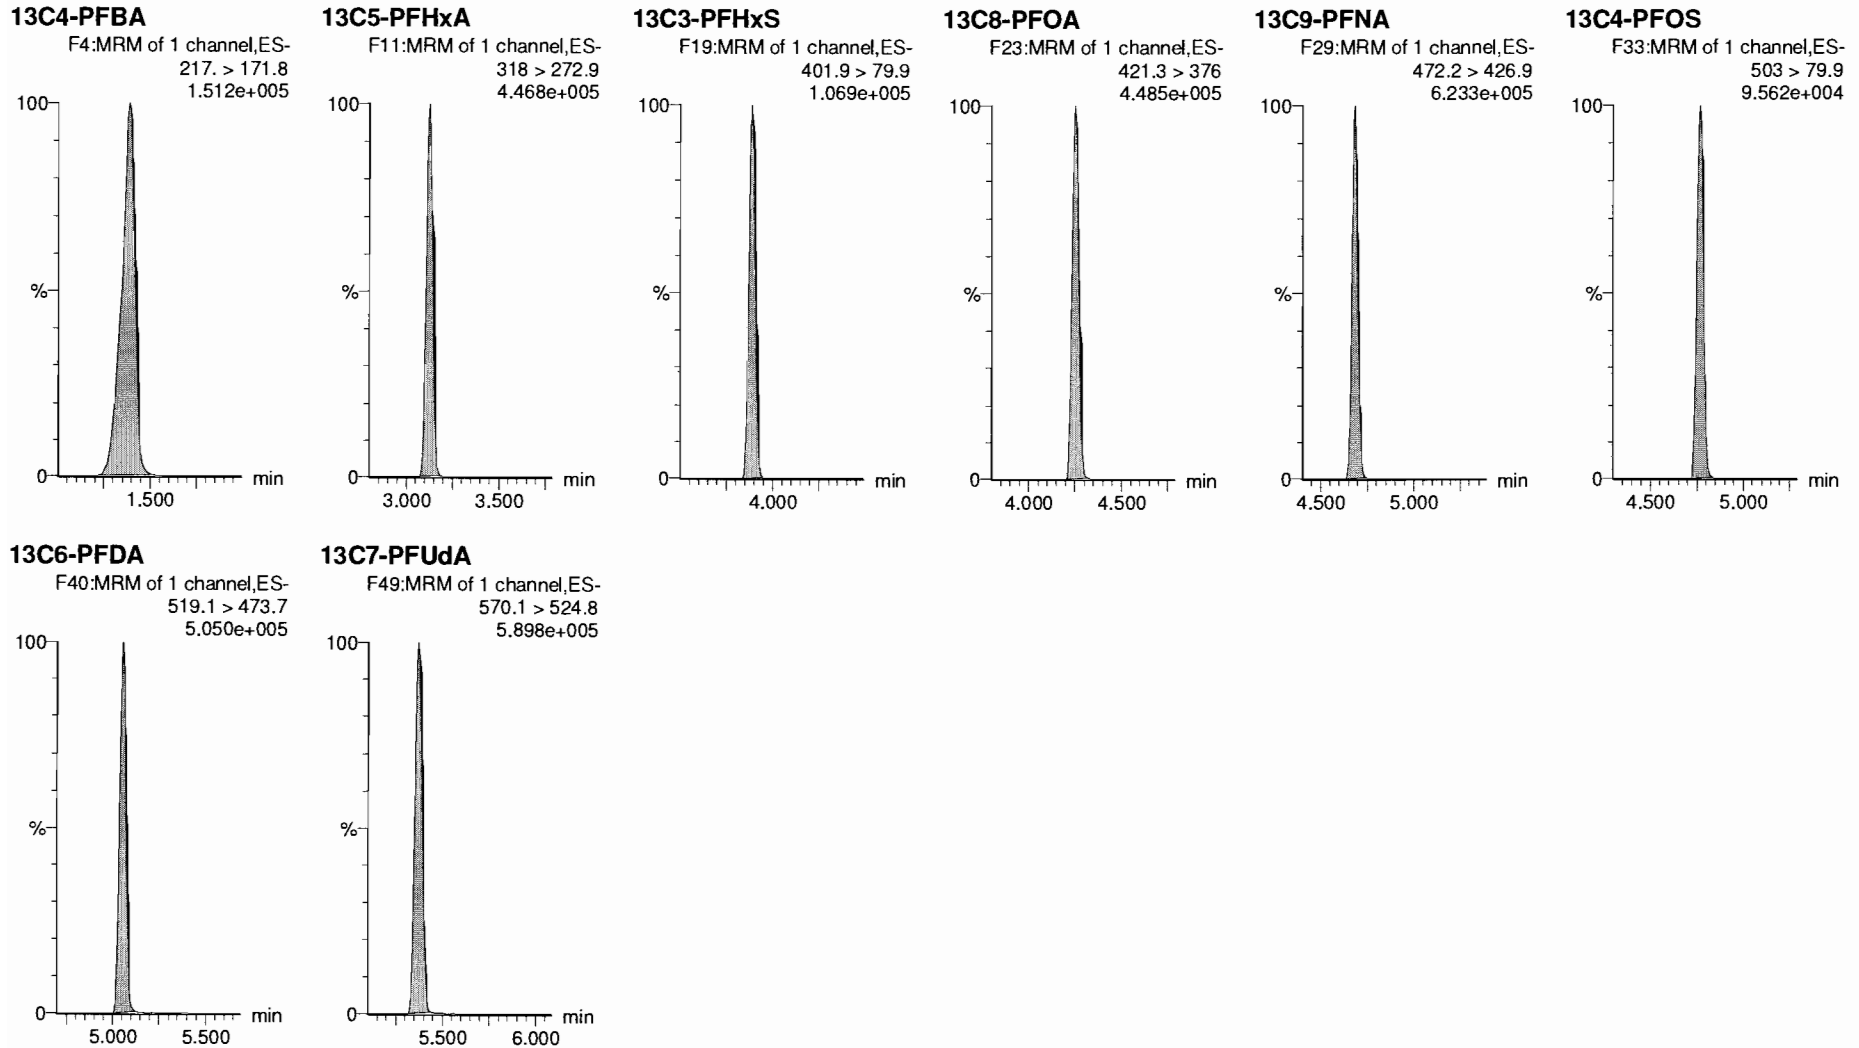 13C4-PFBA
F4:MRM of 1 channel,ES-
217. > 171.8
1.512e+005
100
%
0
min
1.500
13C5-PFHxA
F11:MRM of 1 channel,ES-
318 > 272.9
4.468e+005
100
%
0
min
3.000 3.500
13C3-PFHxS
F19:MRM of 1 channel,ES-
401.9 > 79.9
1.069e+005
100
%
0
min
4.000
13C8-PFOA
F23:MRM of 1 channel,ES-
421.3 > 376
4.485e+005
100
%
0
min
4.000 4.500
13C9-PFNA
F29:MRM of 1 channel,ES-
472.2 > 426.9
6.233e+005
100
%
0
min
4.500 5.000
13C4-PFOS
F33:MRM of 1 channel,ES-
503 > 79.9
9.562e+004
100
%
0
min
4.500 5.000
13C6-PFDA
F40:MRM of 1 channel,ES-
519.1 > 473.7
5.050e+005
100
%
0
min
5.000 5.500
13C7-PFUdA
F49:MRM of 1 channel,ES-
570.1 > 524.8
5.898e+005
100
%
0
min
5.500 6.000